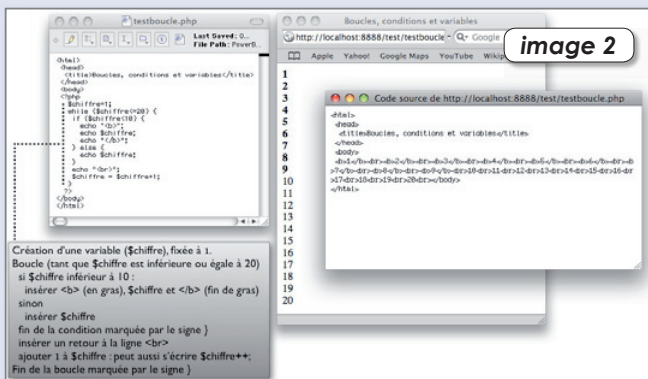 testboucle.php
Last Saved: 0...
File Path: PowerB...
<html>
<head>
<title>Boucles, conditions et variables</title>
</head>
<body>
<?php
$chiffre=1;
while ($chiffre<=20) {
if ($chiffre<10) {
echo "<b>";
echo $chiffre;
echo "</b>";
} else {
echo $chiffre;
}
echo "<br>";
$chiffre = $chiffre+1;
}
?>
</body>
</html>
Création d'une variable ($chiffre), fixée à 1.
Boucle (tant que $chiffre est inférieure ou égale à 20)
si $chiffre inférieur à 10 :
insérer <b> (en gras), $chiffre et </b> (fin de gras)
sinon
insérer $chiffre
fin de la condition marquée par le signe }
insérer un retour à la ligne <br>
ajouter 1 à $chiffre : peut aussi s'écrire $chiffre++;
Fin de la boucle marquée par le signe }
Boucles, conditions et variables
http://localhost:8888/test/testboucle
Google
Apple Yahoo! Google Maps YouTube Wikip
image 2
1
2
3
4
5
6
7
8
9
10
11
12
13
14
15
16
17
18
19
20
Code source de http://localhost:8888/test/testboucle.php
<html>
<head>
<title>Boucles, conditions et variables</title>
</head>
<body>
<b>1</b><br><b>2</b><br><b>3</b><br><b>4</b><br><b>5</b><br><b>6</b><br><b
>7</b><br><b>8</b><br><b>9</b><br>10<br>11<br>12<br>13<br>14<br>15<br>16<br
>17<br>18<br>19<br>20<br></body>
</html>